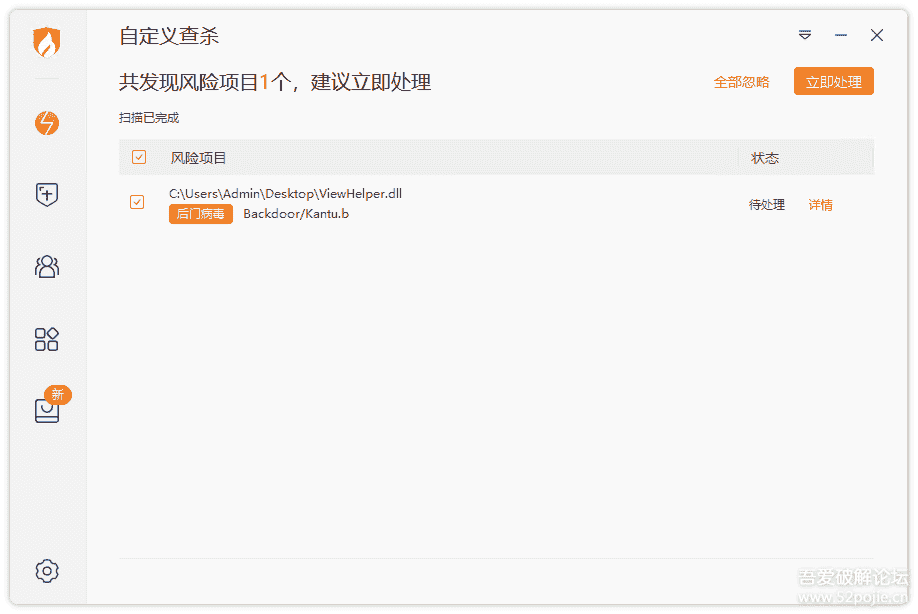 自定义查杀
共发现风险项目1个，建议立即处理
全部忽略
立即处理
扫描已完成
风险项目
状态
C:\Users\Admin\Desktop\ViewHelper.dll
后门病毒 Backdoor/Kantu.b
待处理
详情
新
吾爱破解论坛
www.52pojie.cn